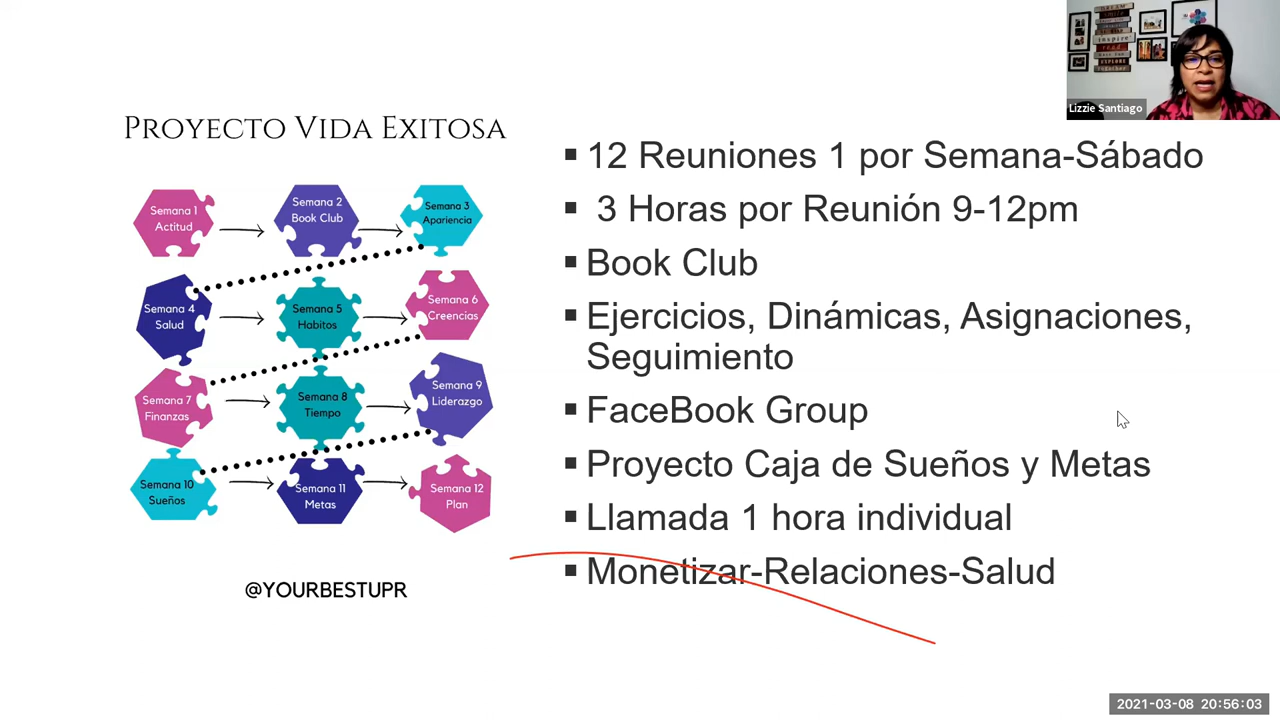 Lizzie Santiago
PROYECTO VIDA EXITOSA
Semana 1
Actitud
Semana 2
Book Club
Semana 3
Apariencia
Semana 4
Salud
Semana 5
Habitos
Semana 6
Creencias
Semana 7
Finanzas
Semana 8
Tiempo
Semana 9
Liderazgo
Semana 10
Sueños
Semana 11
Metas
Semana 12
Plan
@YOURBESTUPR
▪ 12 Reuniones 1 por Semana-Sábado
▪ 3 Horas por Reunión 9-12pm
▪ Book Club
▪ Ejercicios, Dinámicas, Asignaciones,
Seguimiento
▪ FaceBook Group
▪ Proyecto Caja de Sueños y Metas
▪ Llamada 1 hora individual
▪ Monetizar-Relaciones-Salud
2021-03-08 20:56:03